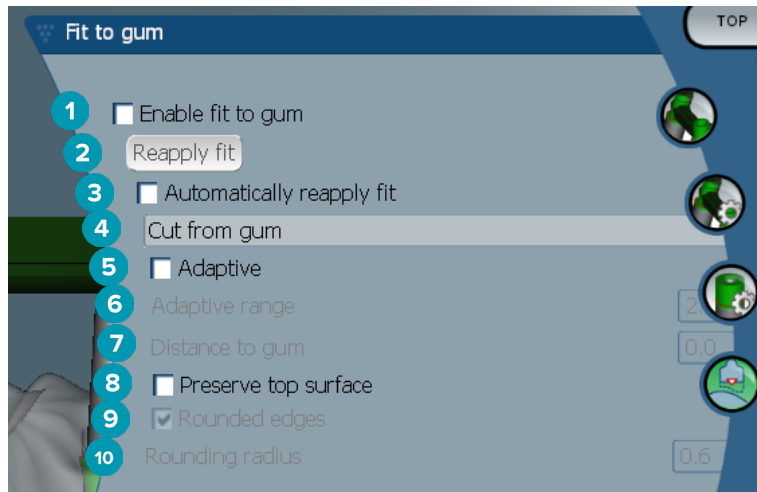 TOP
Fit to gum
1 Enable fit to gum
2 Reapply fit
3 Automatically reapply fit
4 Cut from gum
5 Adaptive
6 Adaptive range 2.
7 Distance to gum 0.0
8 Preserve top surface
9 Rounded edges
10 Rounding radius 0.6